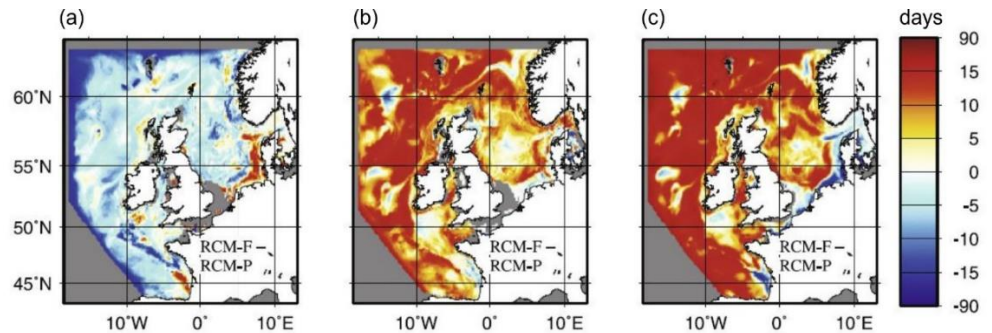 (a) (b) (c) days
60°N
55°N
50°N
45°N
10°W 0° 10°E
RCM-F –
RCM-P
10°W 0° 10°E
RCM-F –
RCM-P
10°W 0° 10°E
RCM-F –
RCM-P
90
15
10
5
0
-5
-10
-15
-90